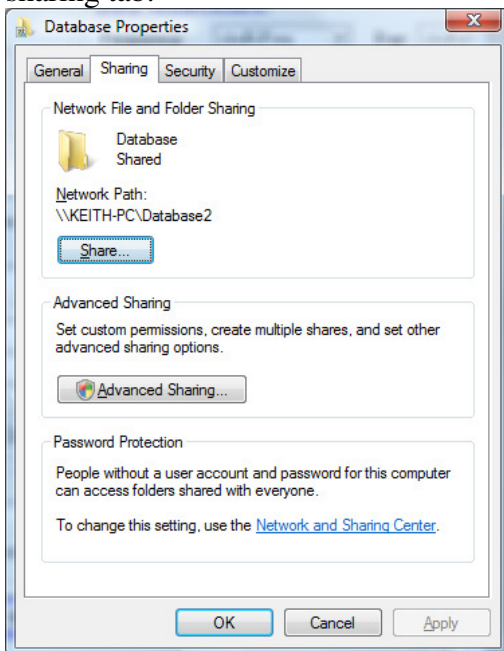 sharing tab.
Database Properties
General Sharing Security Customize
Network File and Folder Sharing
Database
Shared
Network Path:
\\KEITH-PC\Database2
Share...
Advanced Sharing
Set custom permissions, create multiple shares, and set other
advanced sharing options.
Advanced Sharing...
Password Protection
People without a user account and password for this computer
can access folders shared with everyone.
To change this setting, use the Network and Sharing Center.
OK Cancel Apply